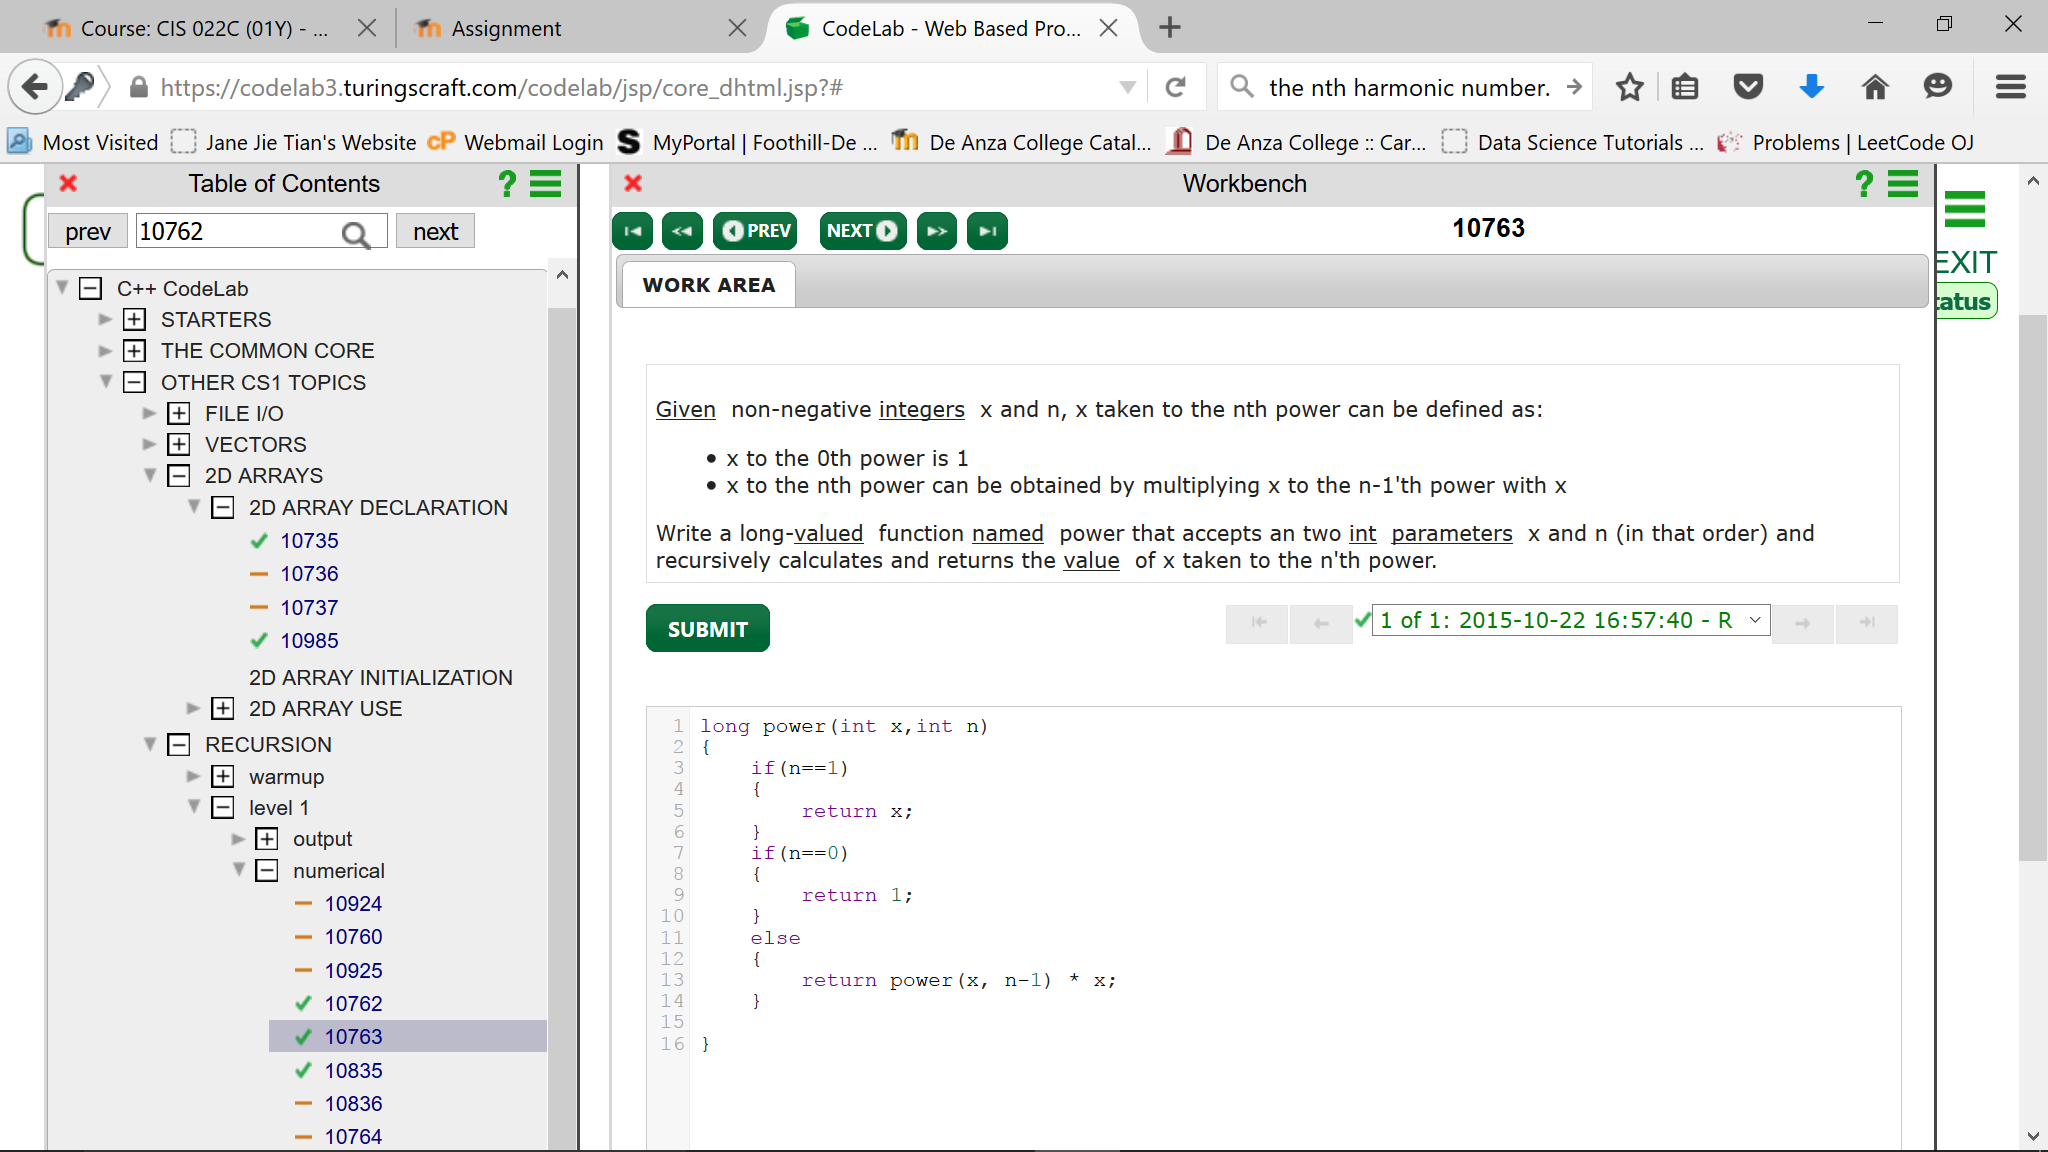 Course: CIS 022C (01Y) - ...
Assignment
CodeLab - Web Based Pro...
https://codelab3.turingscraft.com/codelab/jsp/core_dhtml.jsp?#
the nth harmonic number.
Most Visited
Jane Jie Tian's Website
cP Webmail Login
S MyPortal | Foothill-De ...
De Anza College Catal...
De Anza College :: Car...
Data Science Tutorials ...
Problems | LeetCode OJ
Table of Contents
?
prev
10762
next
C++ CodeLab
STARTERS
THE COMMON CORE
OTHER CS1 TOPICS
FILE I/O
VECTORS
2D ARRAYS
2D ARRAY DECLARATION
10735
10736
10737
10985
2D ARRAY INITIALIZATION
2D ARRAY USE
RECURSION
warmup
level 1
output
numerical
10924
10760
10925
10762
10763
10835
10836
10764
Workbench
?
PREV
NEXT
10763
EXIT
tatus
WORK AREA
Given non-negative integers x and n, x taken to the nth power can be defined as:
• x to the 0th power is 1
• x to the nth power can be obtained by multiplying x to the n-1'th power with x
Write a long-valued function named power that accepts an two int parameters x and n (in that order) and
recursively calculates and returns the value of x taken to the n'th power.
SUBMIT
1 of 1: 2015-10-22 16:57:40 - R
1 long power(int x,int n)
2 {
3 if(n==1)
4 {
5 return x;
6 }
7 if(n==0)
8 {
9 return 1;
10 }
11 else
12 {
13 return power(x, n-1) * x;
14 }
15
16 }